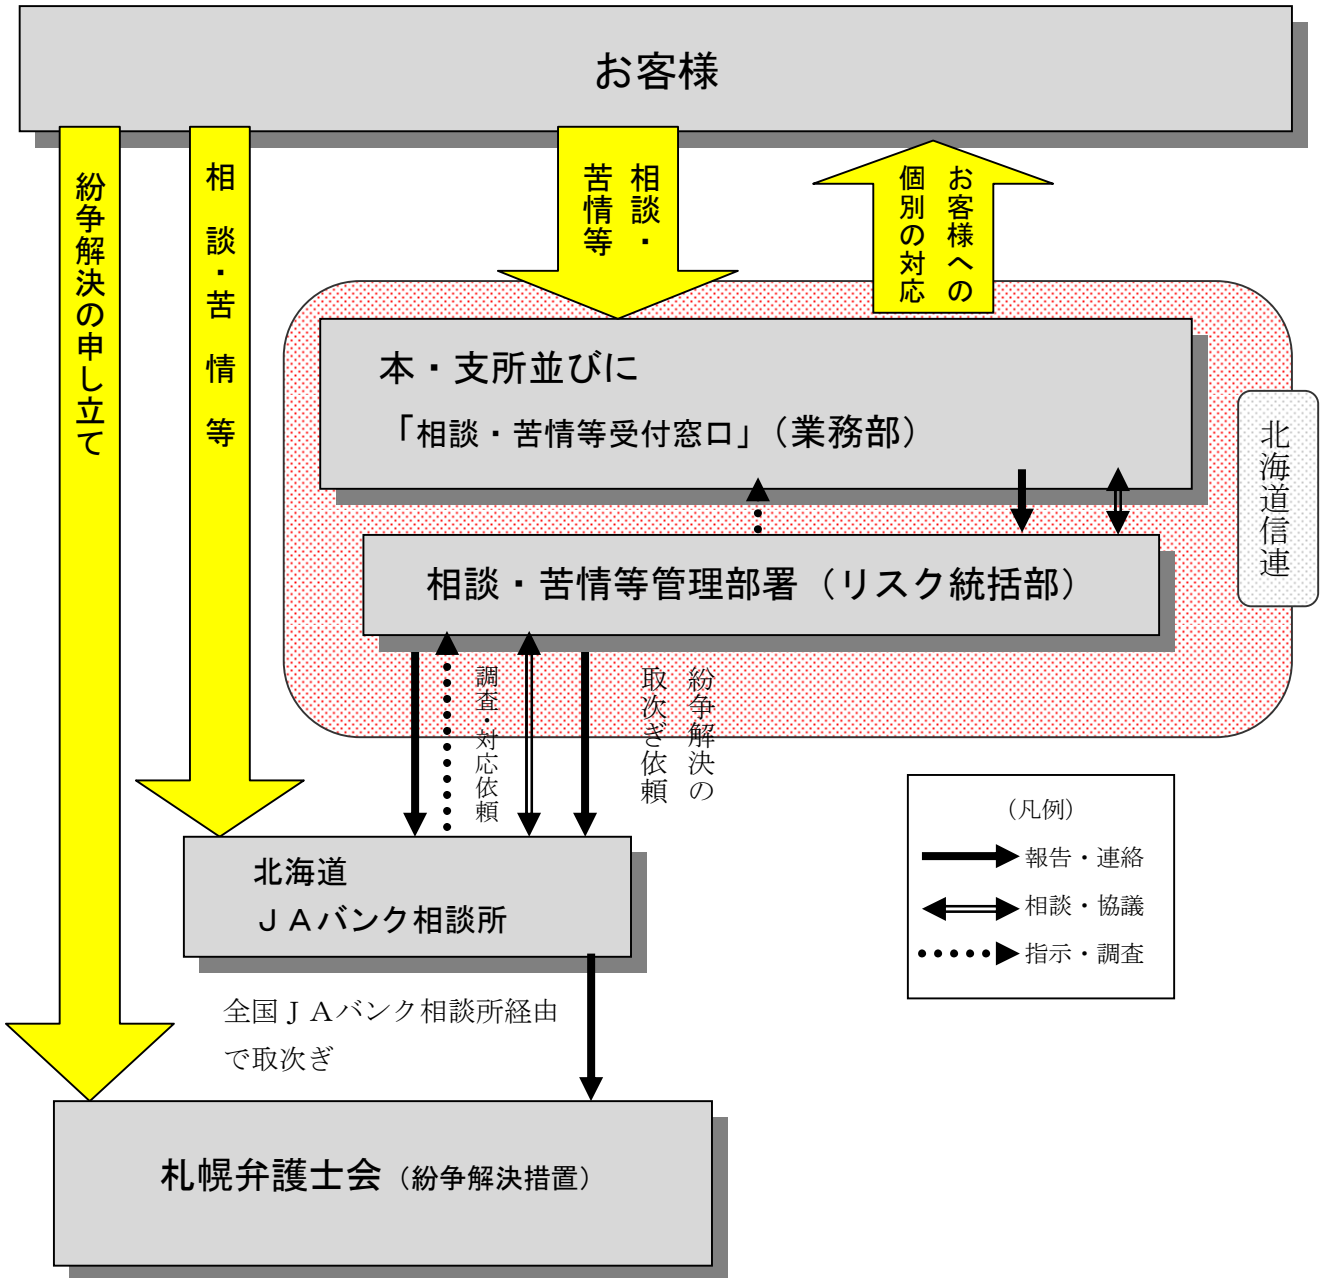 お客様
紛争解決の申し立て
相談・苦情等
相談・
苦情等
お客様への
個別の対応
本・支所並びに
「相談・苦情等受付窓口」（業務部）
北海道信連
相談・苦情等管理部署（リスク統括部）
調査・対応依頼
紛争解決の
取次ぎ依頼
（凡例）
報告・連絡
相談・協議
指示・調査
北海道
ＪＡバンク相談所
全国ＪＡバンク相談所経由
で取次ぎ
札幌弁護士会（紛争解決措置）